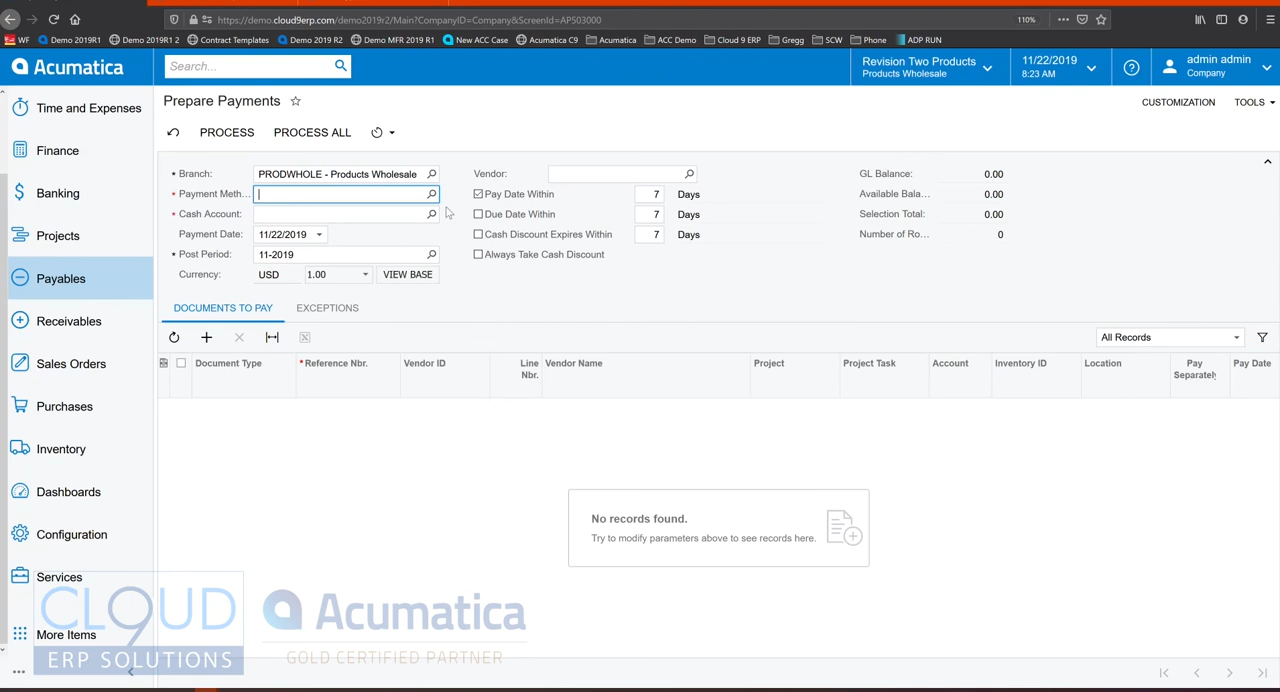 https://demo.cloud9erp.com/demo2019r2/Main?CompanyID=Company&ScreenId=AP503000
110%
WF
Demo 2019R1
Demo 2019R1 2
Contract Templates
Demo 2019 R2
Demo MFR 2019 R1
New ACC Case
Acumatica C9
Acumatica
ACC Demo
Cloud 9 ERP
Gregg
SCW
Phone
ADP RUN
Acumatica
Search...
Revision Two Products
Products Wholesale
11/22/2019
8:23 AM
admin admin
Company
Time and Expenses
Finance
Banking
Projects
Payables
Receivables
Sales Orders
Purchases
Inventory
Dashboards
Configuration
Services
More Items
Prepare Payments
CUSTOMIZATION
TOOLS
PROCESS
PROCESS ALL
* Branch:
PRODWHOLE - Products Wholesale
* Payment Meth...
* Cash Account:
Payment Date:
11/22/2019
* Post Period:
11-2019
Currency:
USD
1.00
VIEW BASE
Vendor:
Pay Date Within
7
Days
Due Date Within
7
Days
Cash Discount Expires Within
7
Days
Always Take Cash Discount
GL Balance:
0.00
Available Bala...
0.00
Selection Total:
0.00
Number of Ro...
0
DOCUMENTS TO PAY
EXCEPTIONS
All Records
Document Type
* Reference Nbr.
Vendor ID
Line
Nbr.
Vendor Name
Project
Project Task
Account
Inventory ID
Location
Pay
Separately
Pay Date
No records found.
Try to modify parameters above to see records here.
CLOUD 9
ERP SOLUTIONS
Acumatica
GOLD CERTIFIED PARTNER